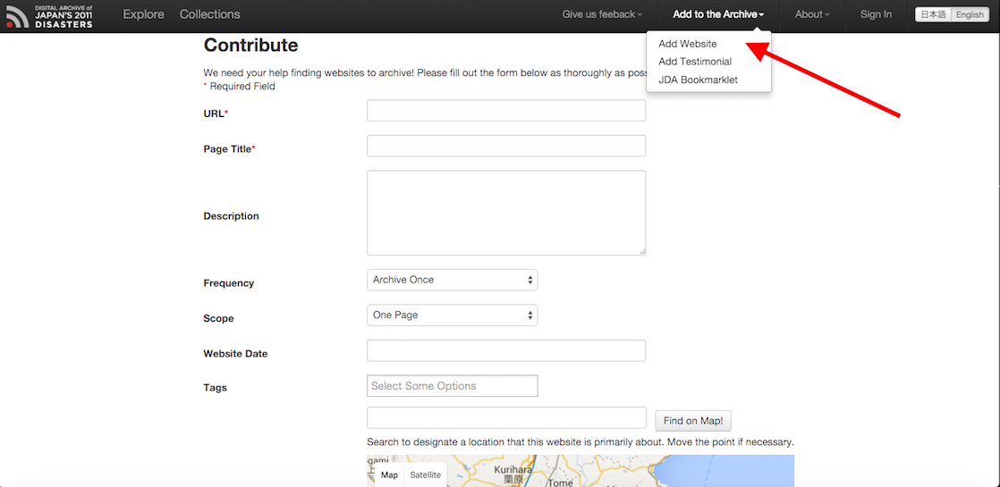 DIGITAL ARCHIVE of
JAPAN'S 2011
DISASTERS
Explore
Collections
Give us feeback
Add to the Archive
About
Sign In
日本語
English
Add Website
Add Testimonial
JDA Bookmarklet
Contribute
We need your help finding websites to archive! Please fill out the form below as thoroughly as
* Required Field
URL*
Page Title*
Description
Frequency
Archive Once
Scope
One Page
Website Date
Tags
Select Some Options
Find on Map!
Search to designate a location that this website is primarily about. Move the point if necessary.
Map
Satellite
Kurihara
栗原
Tome